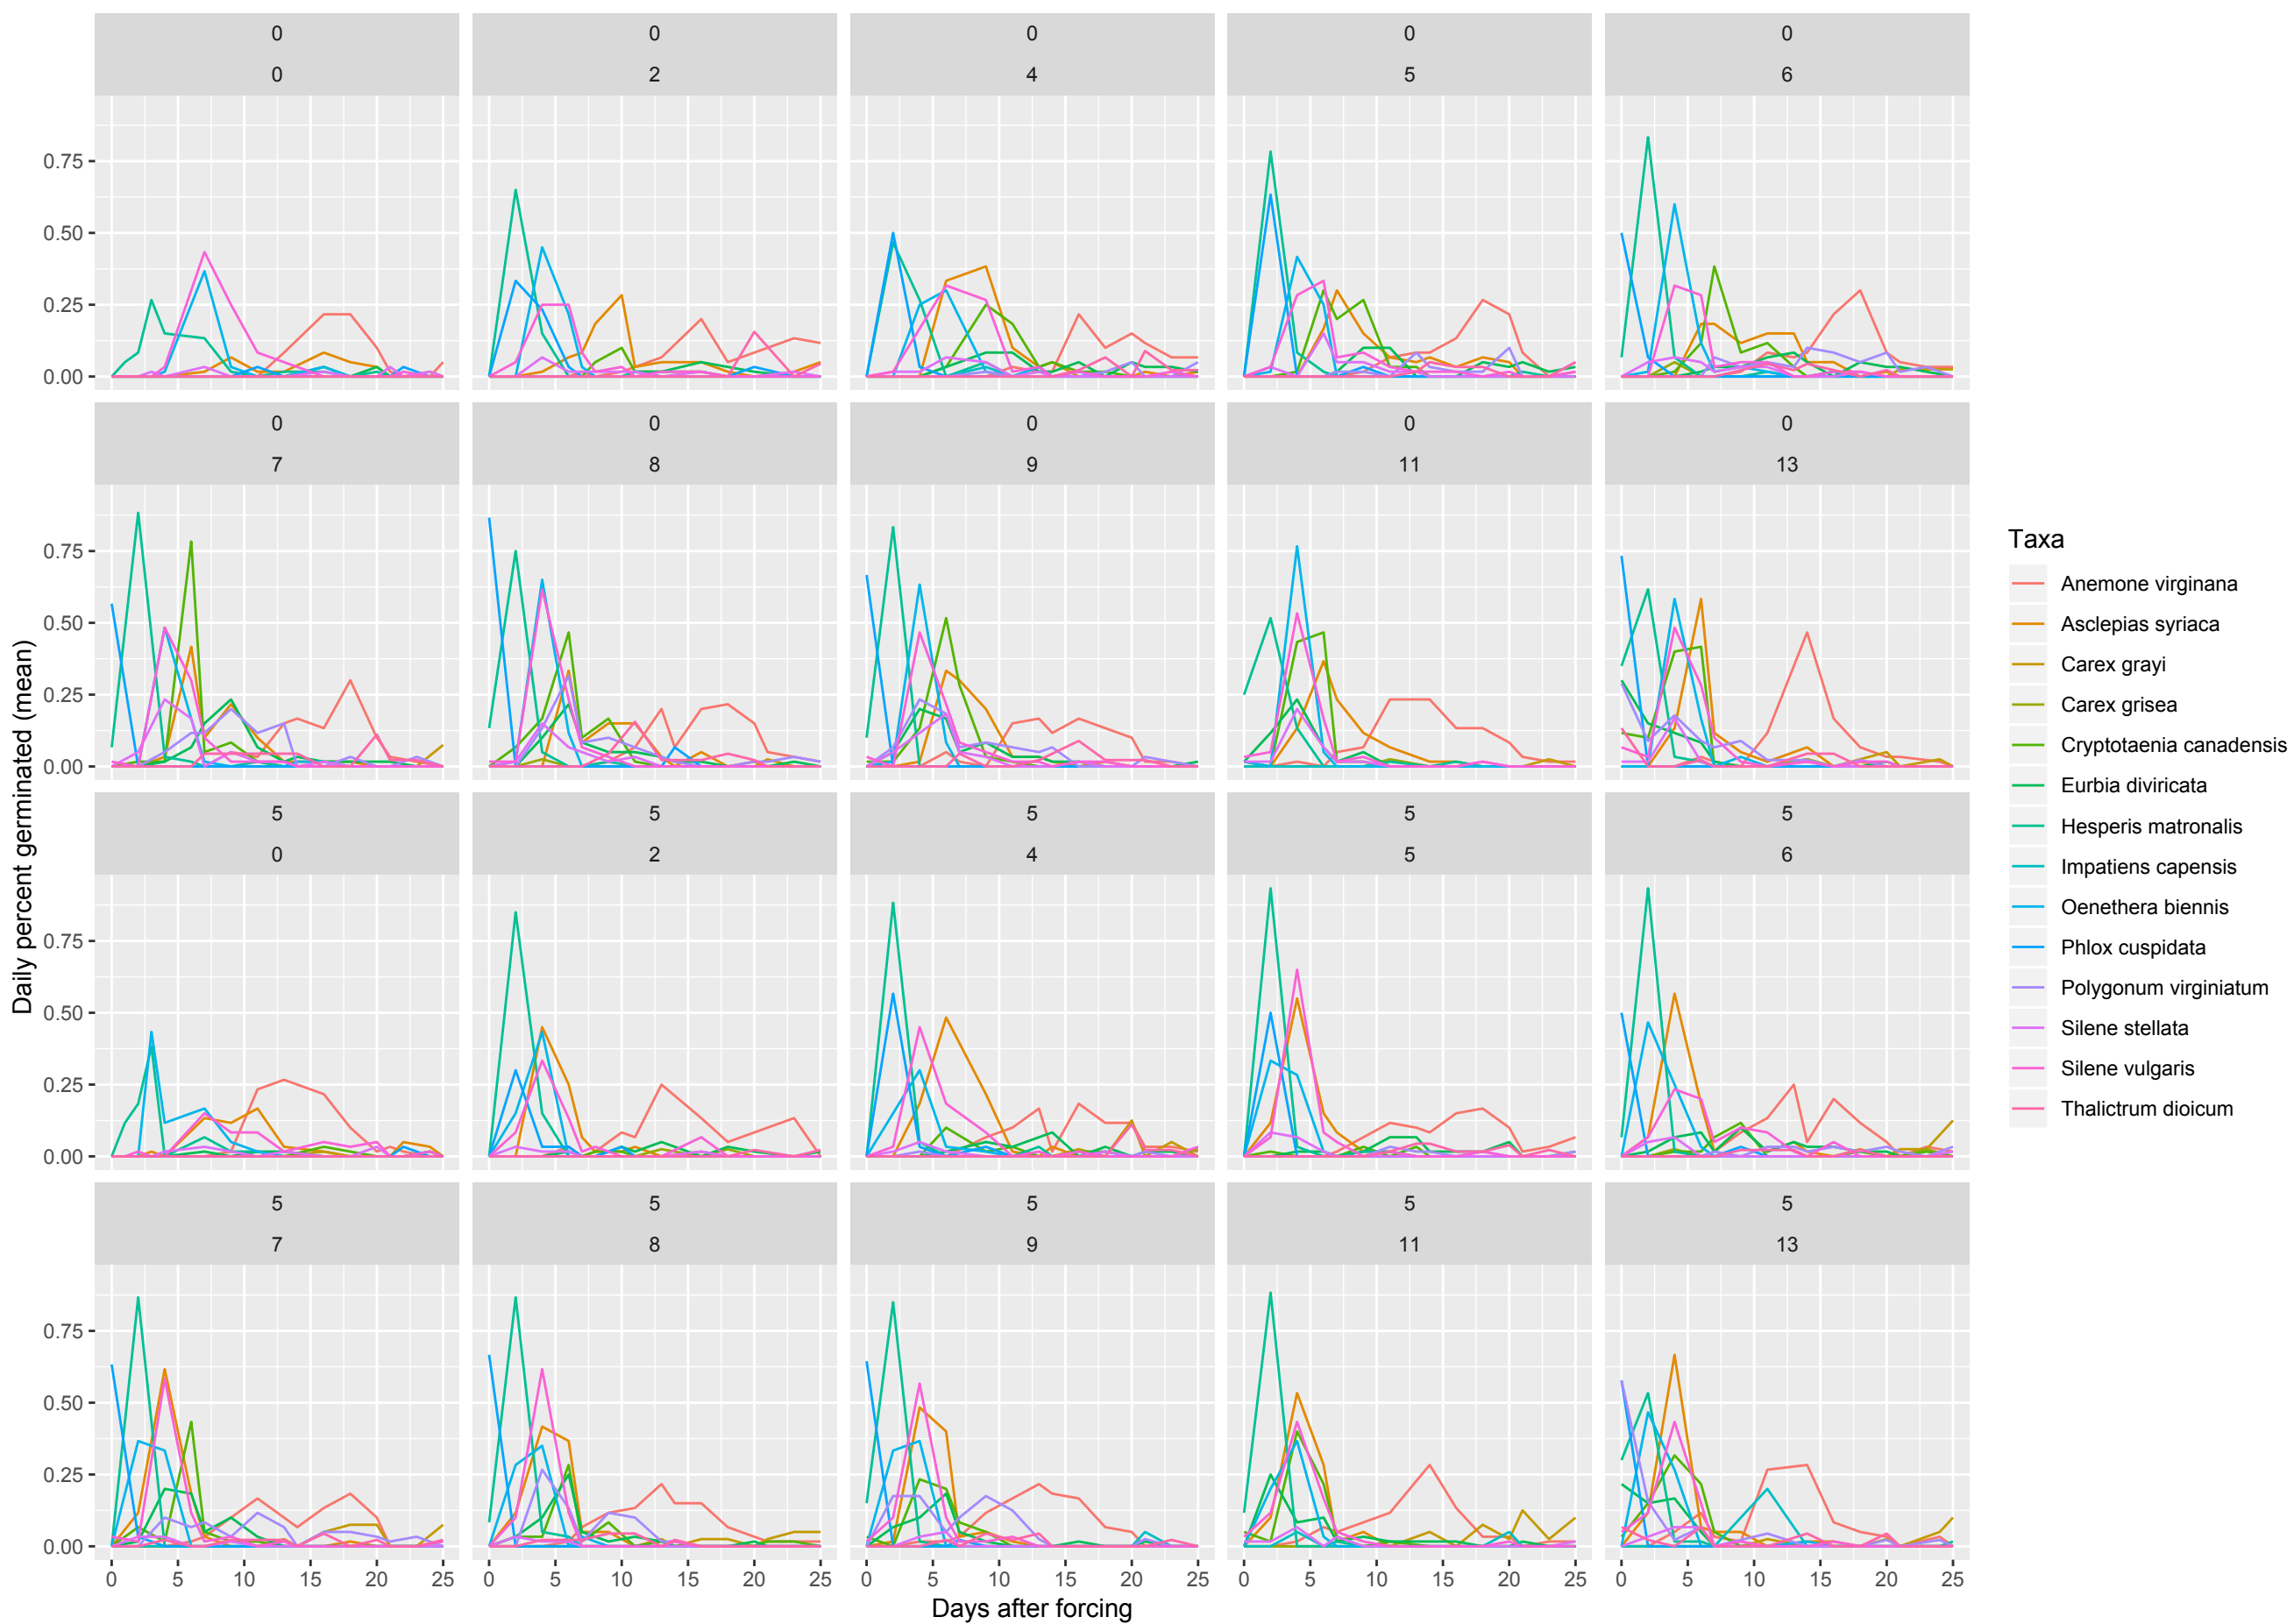 0 0 0 0 0
0 2 4 5 6
0.75
0.50
0.25
0.00
0 0 0 0 0
7 8 9 11 13
0.75
0.50
0.25
0.00
5 5 5 5 5
0 2 4 5 6
0.75
0.50
0.25
0.00
5 5 5 5 5
7 8 9 11 13
0.75
0.50
0.25
0.00
0 5 10 15 20 25 0 5 10 15 20 25 0 5 10 15 20 25 0 5 10 15 20 25 0 5 10 15 20 25
Days after forcing
Daily percent germinated (mean)
Taxa
Anemone virginana
Asclepias syriaca
Carex grayi
Carex grisea
Cryptotaenia canadensis
Eurbia diviricata
Hesperis matronalis
Impatiens capensis
Oenethera biennis
Phlox cuspidata
Polygonum virginiatum
Silene stellata
Silene vulgaris
Thalictrum dioicum